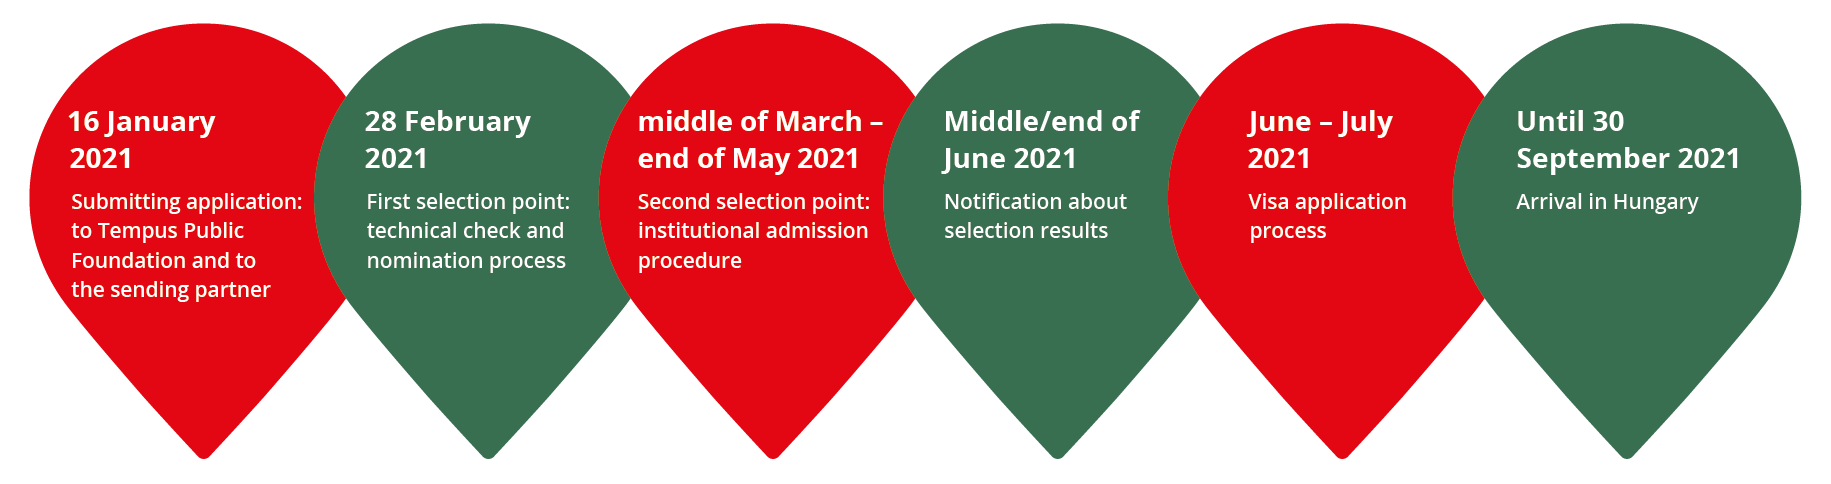 16 January
2021
Submitting application:
to Tempus Public
Foundation and to
the sending partner
28 February
2021
First selection point:
technical check and
nomination process
middle of March –
end of May 2021
Second selection point:
institutional admission
procedure
Middle/end of
June 2021
Notification about
selection results
June – July
2021
Visa application
process
Until 30
September 2021
Arrival in Hungary